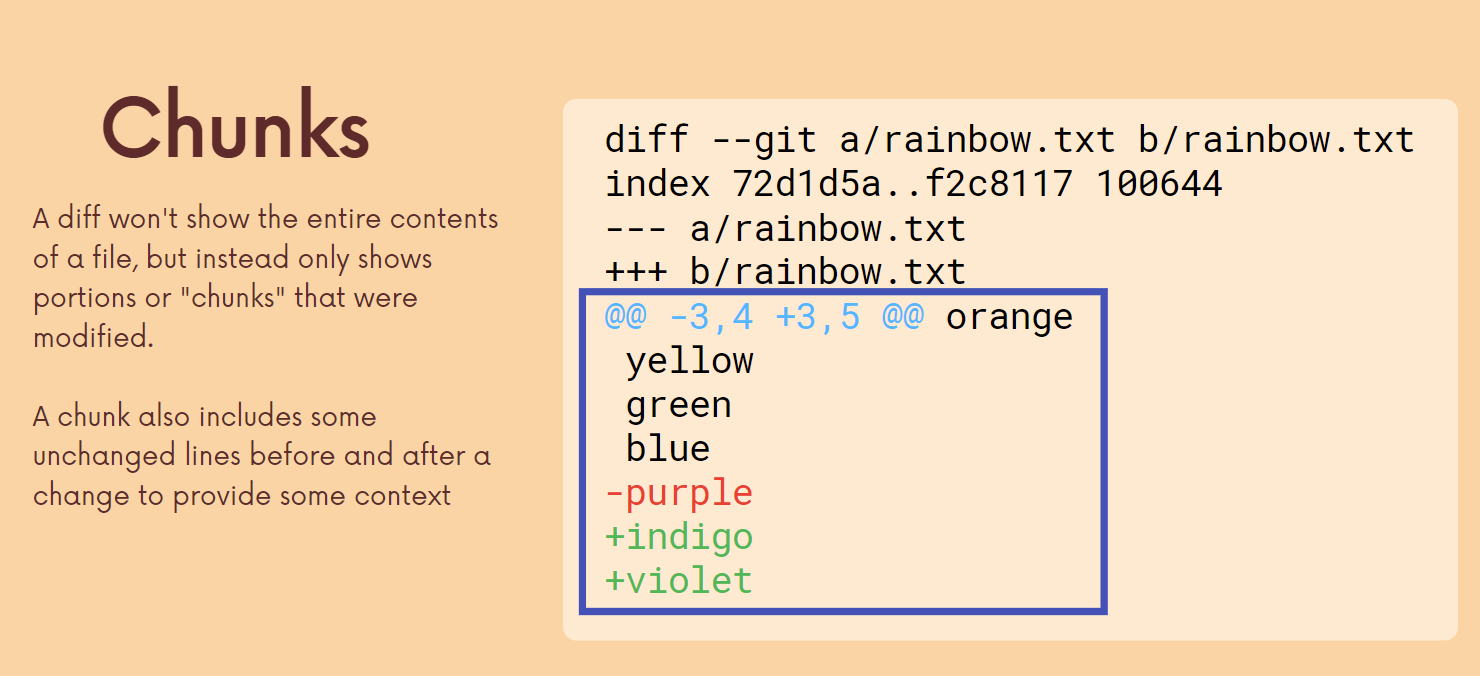 Chunks
A diff won't show the entire contents
of a file, but instead only shows
portions or "chunks" that were
modified.
A chunk also includes some
unchanged lines before and after a
change to provide some context
diff --git a/rainbow.txt b/rainbow.txt
index 72d1d5a..f2c8117 100644
--- a/rainbow.txt
+++ b/rainbow.txt
@@ -3,4 +3,5 @@ orange
 yellow
 green
 blue
-purple
+indigo
+violet